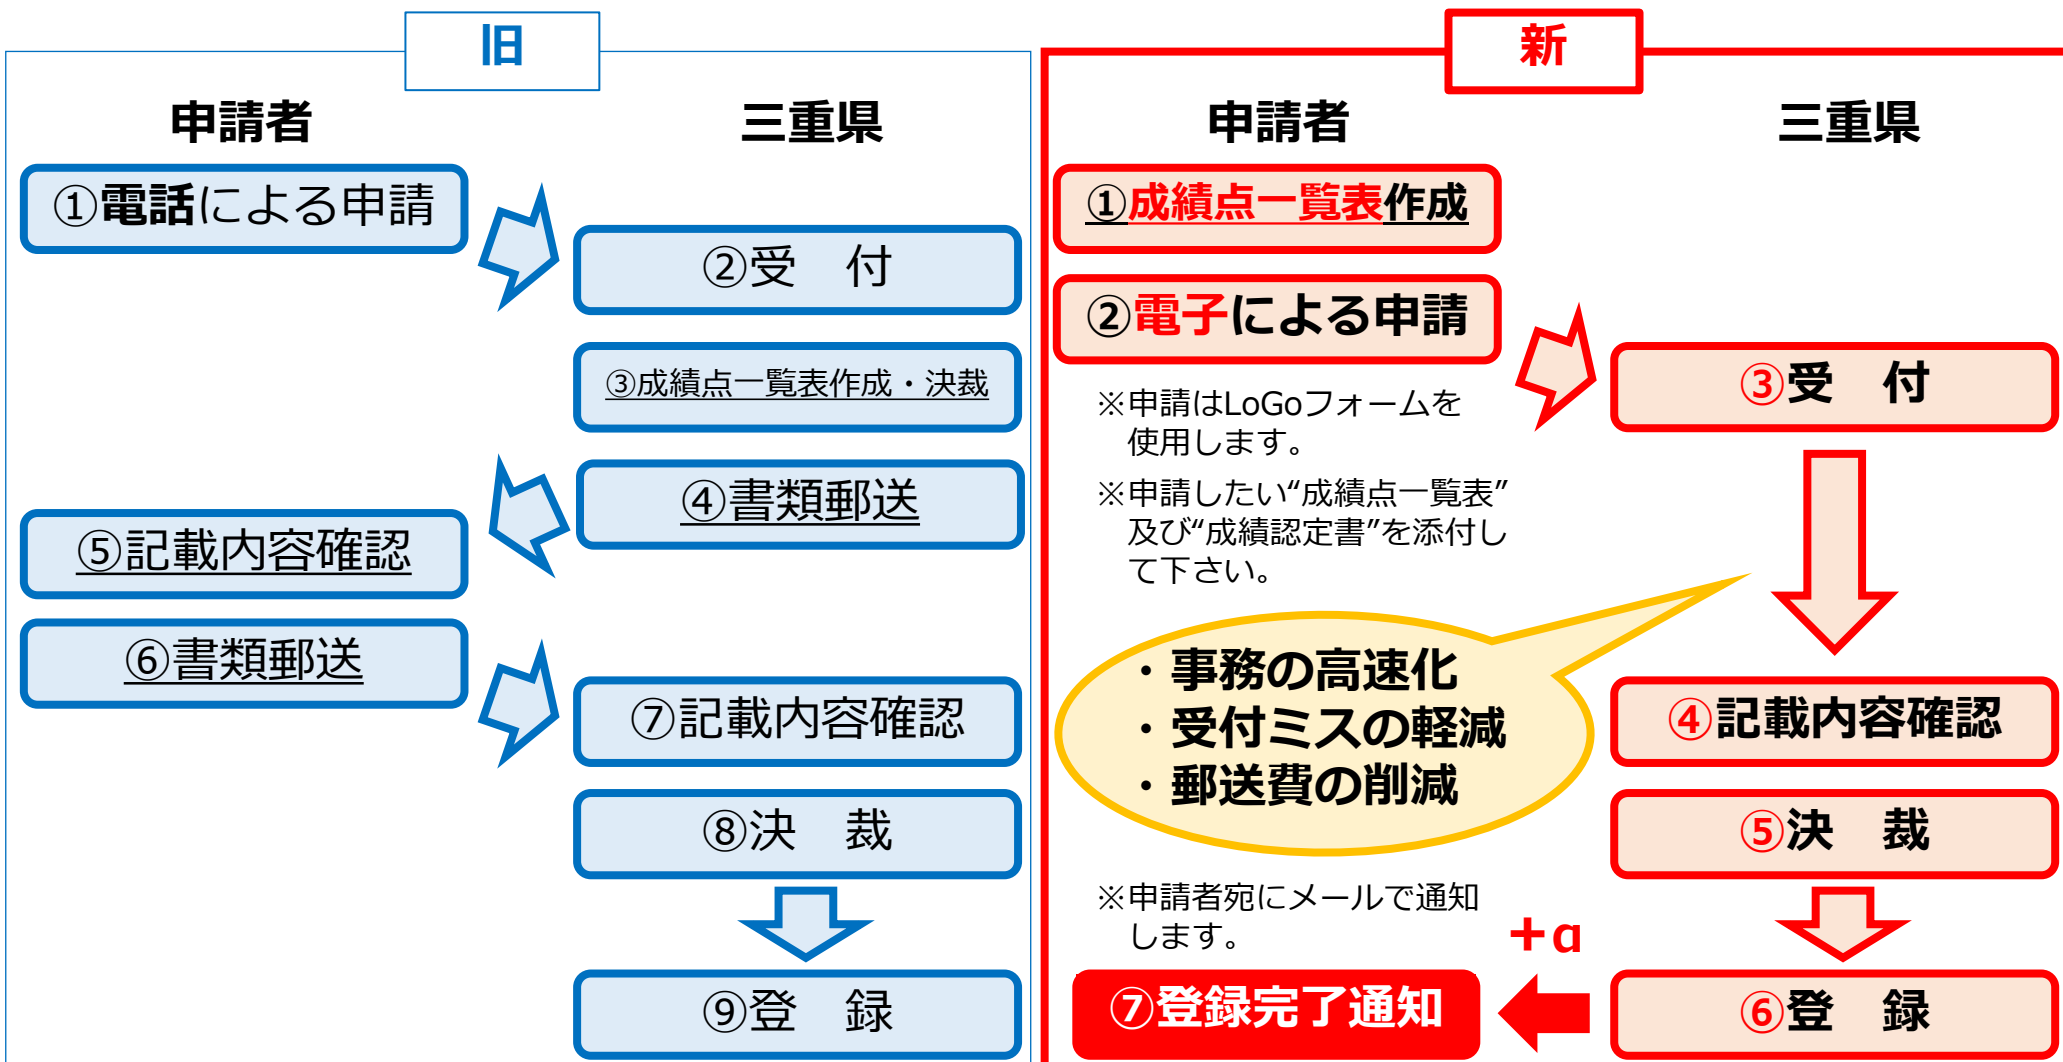 旧
申請者
三重県
①電話による申請
②受　付
③成績点一覧表作成・決裁
④書類郵送
⑤記載内容確認
⑥書類郵送
⑦記載内容確認
⑧決　裁
⑨登　録
新
申請者
三重県
①成績点一覧表作成
②電子による申請
※申請はLoGoフォームを
使用します。
※申請したい“成績点一覧表”
及び“成績認定書”を添付し
て下さい。
③受　付
・事務の高速化
・受付ミスの軽減
・郵送費の削減
④記載内容確認
⑤決　裁
※申請者宛にメールで通知
します。
+α
⑥登　録
⑦登録完了通知